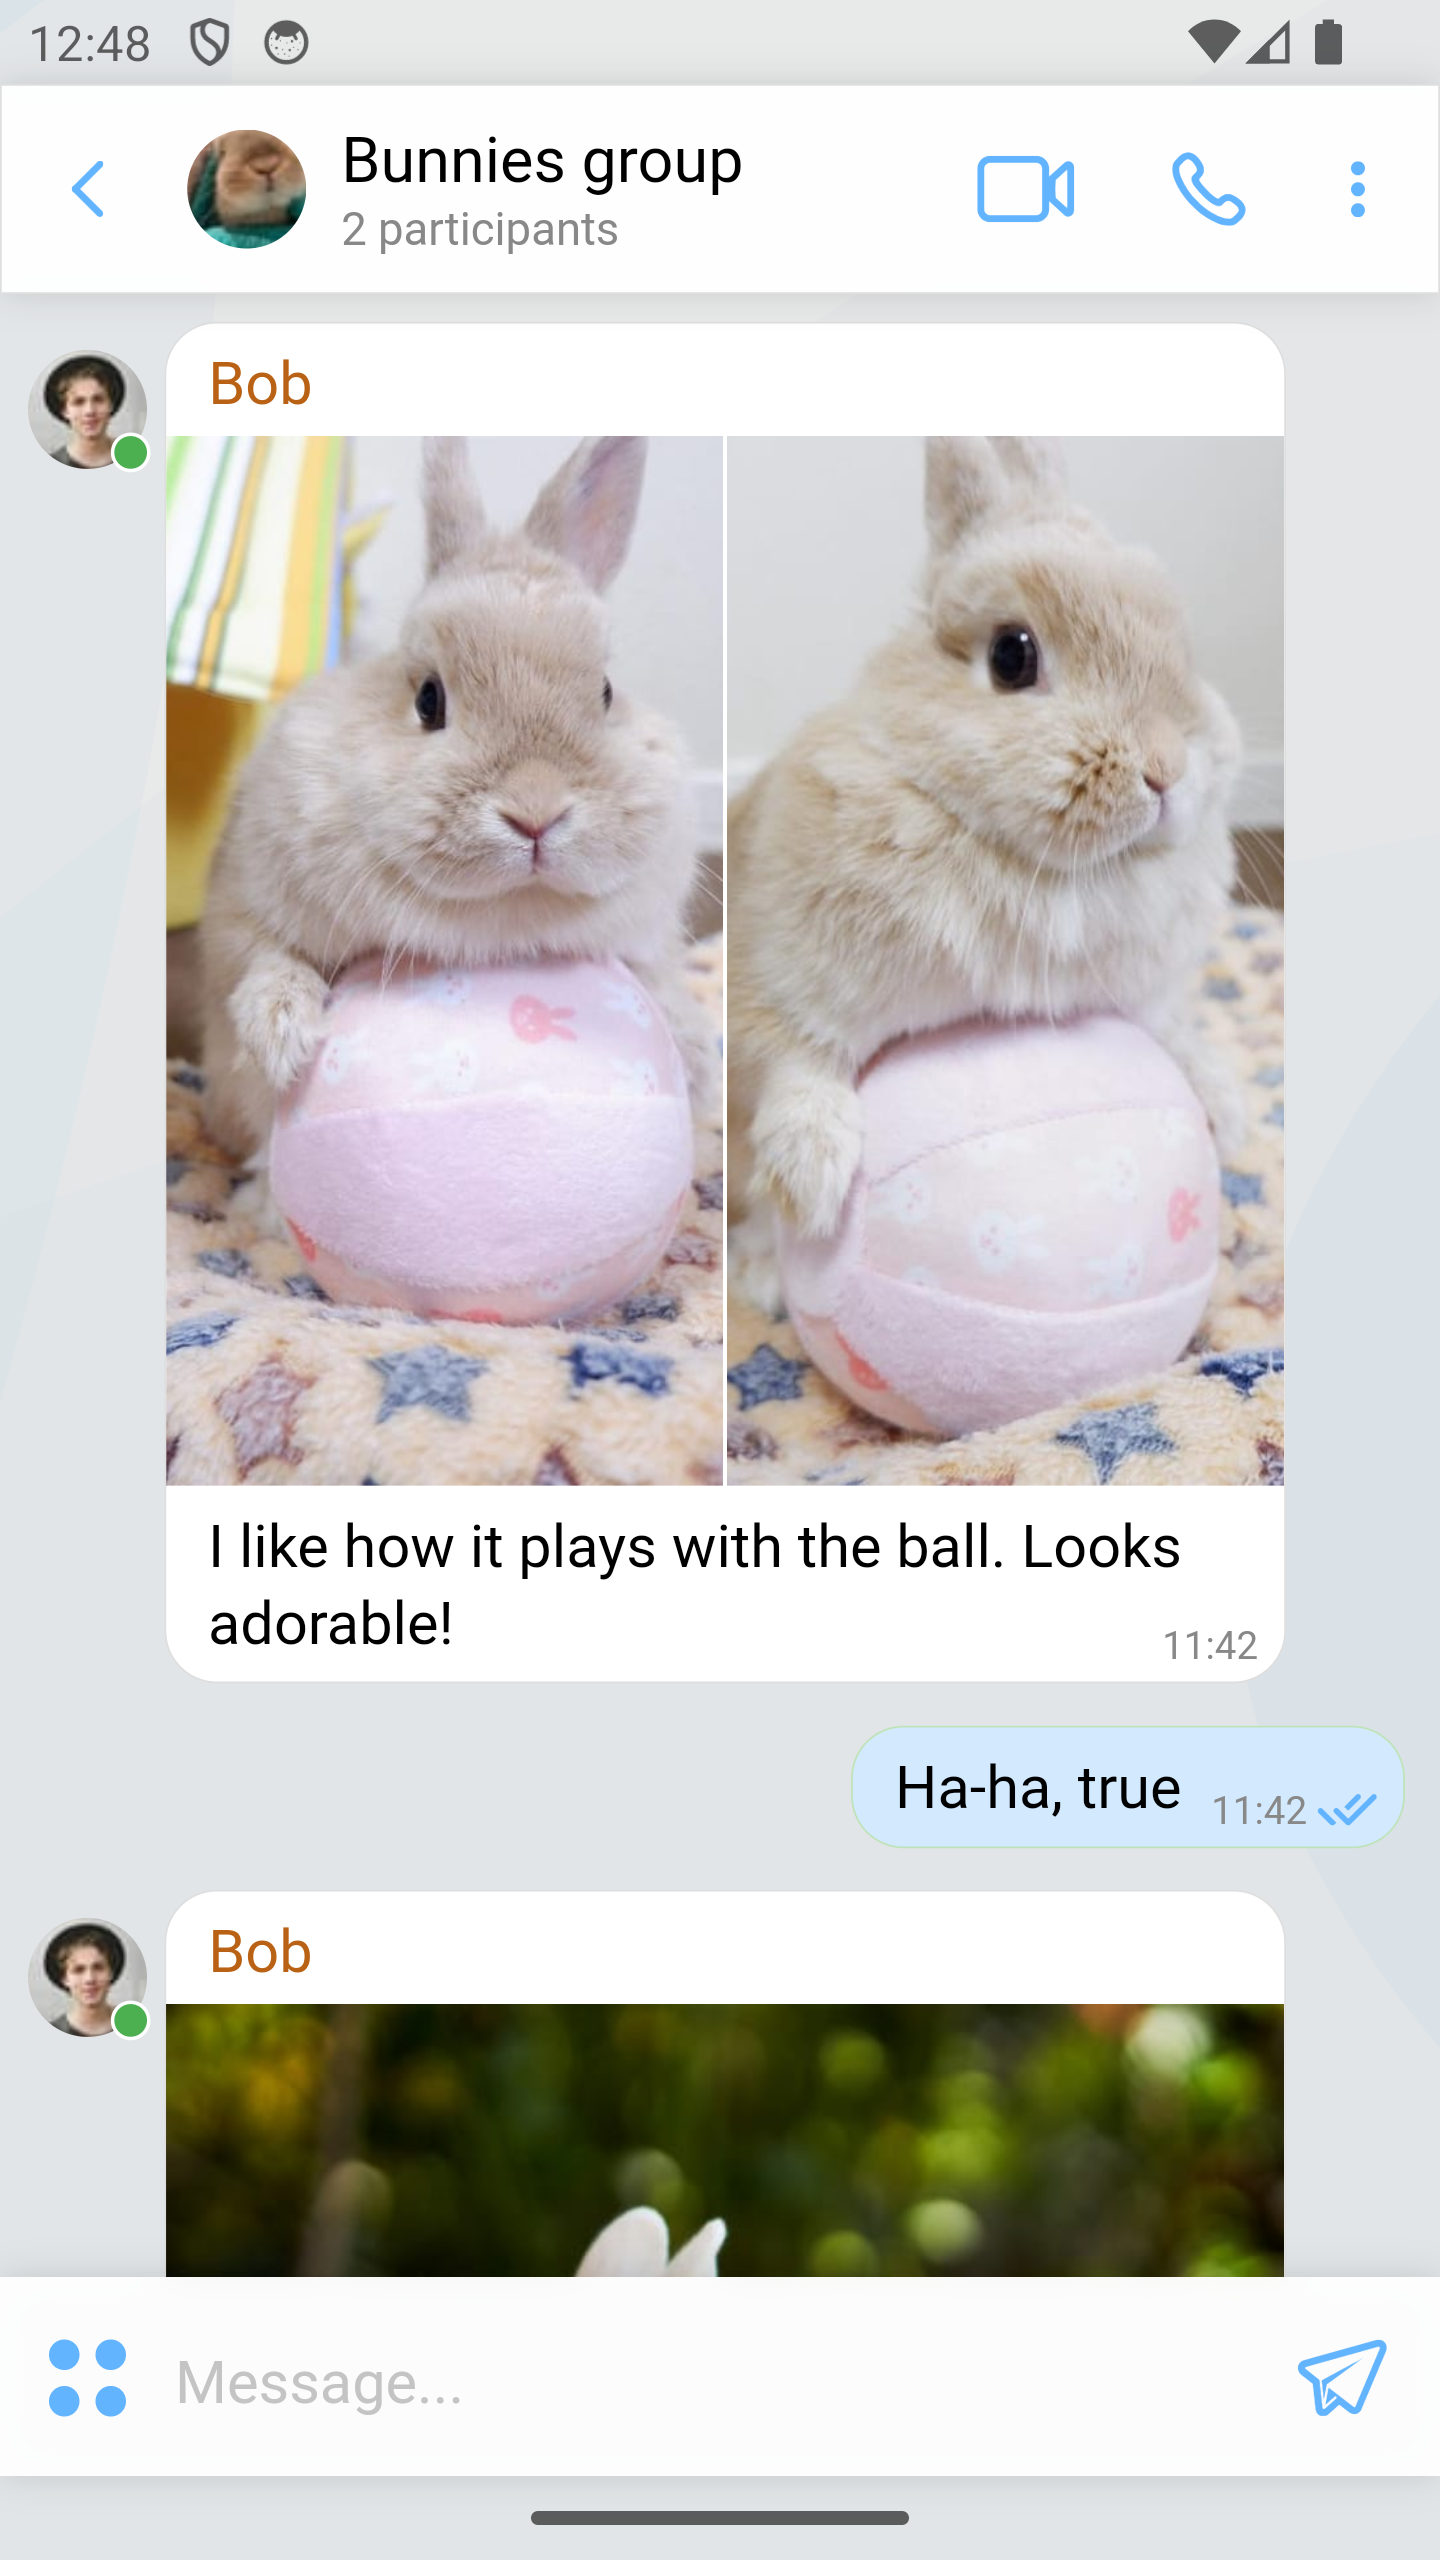 12:48
Bunnies group
2 participants
Bob
I like how it plays with the ball. Looks
adorable!
11:42
Ha-ha, true
11:42
Bob
Message...